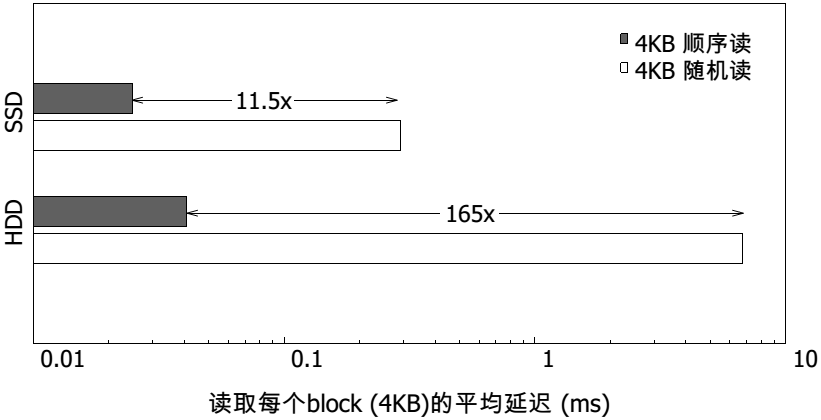 4KB 顺序读
4KB 随机读
SSD
11.5x
HDD
165x
0.01 0.1 1 10
读取每个block (4KB)的平均延迟 (ms)